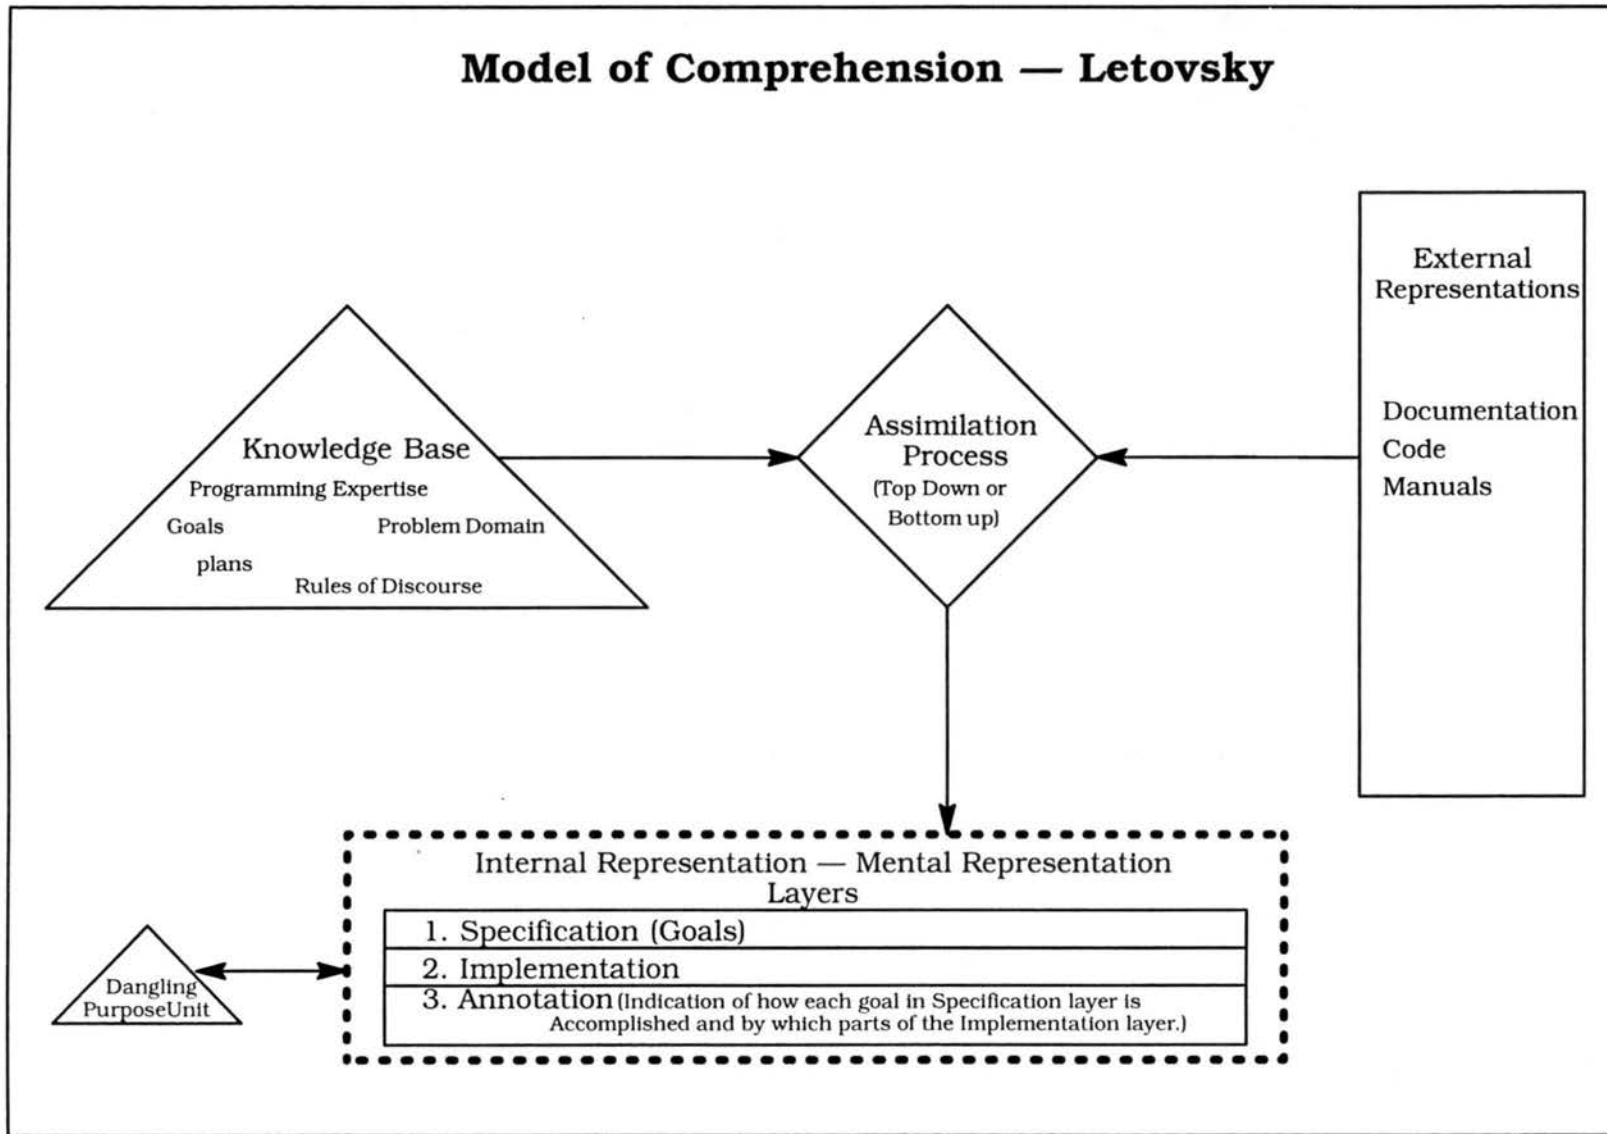 Model of Comprehension — Letovsky
External
Representations
Documentation
Code
Manuals
Knowledge Base
Programming Expertise
Goals
Problem Domain
plans
Rules of Discourse
Assimilation
Process
(Top Down or
Bottom up)
Internal Representation — Mental Representation
Layers
1. Specification (Goals)
2. Implementation
3. Annotation (Indication of how each goal in Specification layer is
Accomplished and by which parts of the Implementation layer.)
Dangling
PurposeUnit